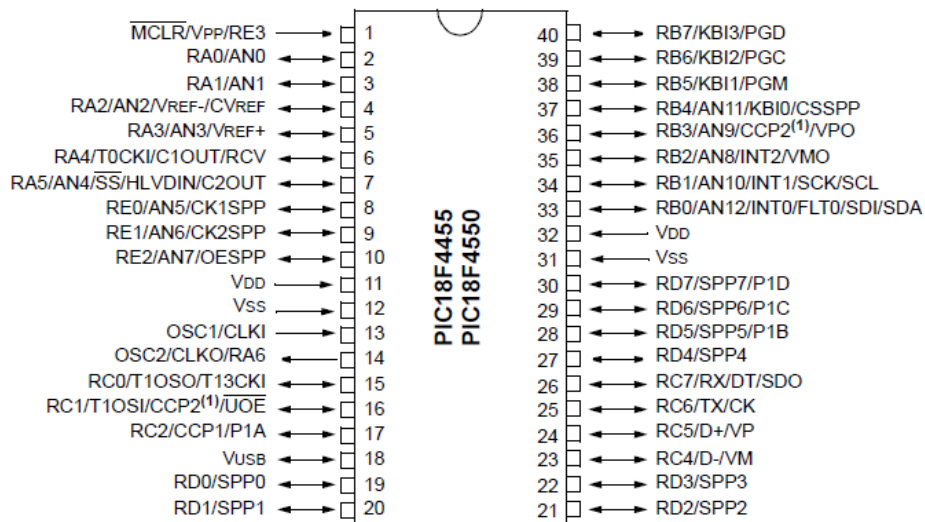 MCLR/VPP/RE3 1
RA0/AN0 2
RA1/AN1 3
RA2/AN2/VREF-/CVREF 4
RA3/AN3/VREF+ 5
RA4/T0CKI/C1OUT/RCV 6
RA5/AN4/SS/HLVDIN/C2OUT 7
RE0/AN5/CK1SPP 8
RE1/AN6/CK2SPP 9
RE2/AN7/OESPP 10
VDD 11
VSS 12
OSC1/CLKI 13
OSC2/CLKO/RA6 14
RC0/T1OSO/T13CKI 15
RC1/T1OSI/CCP2(1)/UOE 16
RC2/CCP1/P1A 17
VUSB 18
RD0/SPP0 19
RD1/SPP1 20
PIC18F4455
PIC18F4550
40 RB7/KBI3/PGD
39 RB6/KBI2/PGC
38 RB5/KBI1/PGM
37 RB4/AN11/KBI0/CSSPP
36 RB3/AN9/CCP2(1)/VPO
35 RB2/AN8/INT2/VMO
34 RB1/AN10/INT1/SCK/SCL
33 RB0/AN12/INT0/FLT0/SDI/SDA
32 VDD
31 VSS
30 RD7/SPP7/P1D
29 RD6/SPP6/P1C
28 RD5/SPP5/P1B
27 RD4/SPP4
26 RC7/RX/DT/SDO
25 RC6/TX/CK
24 RC5/D+/VP
23 RC4/D-/VM
22 RD3/SPP3
21 RD2/SPP2